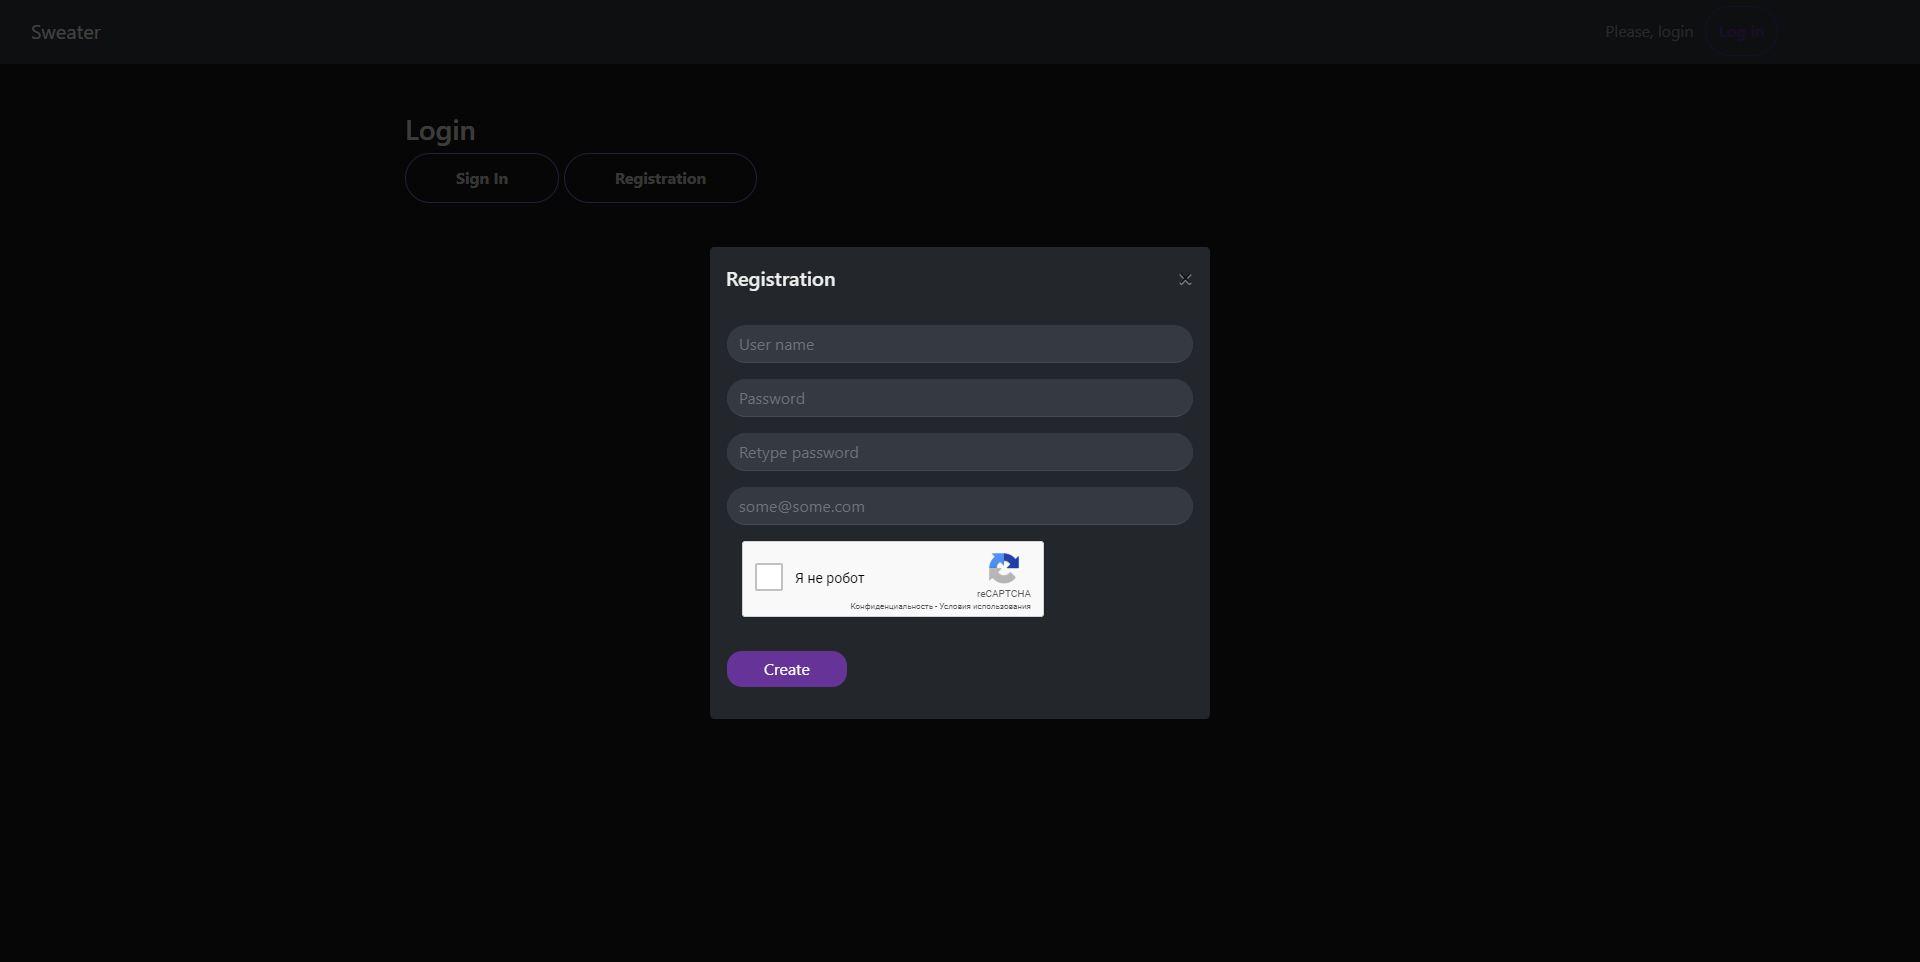 Sweater
Please, login
Log in
Login
Sign In
Registration
Registration
User name
Password
Retype password
some@some.com
Я не робот
reCAPTCHA
Конфиденциальность - Условия использования
Create